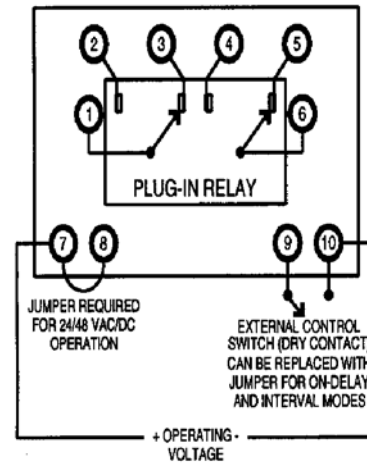 2 3 4 5
1 6
PLUG-IN RELAY
7 8 9 10
JUMPER REQUIRED
FOR 24/48 VAC/DC
OPERATION
EXTERNAL CONTROL
SWITCH (DRY CONTACT)
CAN BE REPLACED WITH
JUMPER FOR ON-DELAY
AND INTERVAL MODES
+ OPERATING -
VOLTAGE